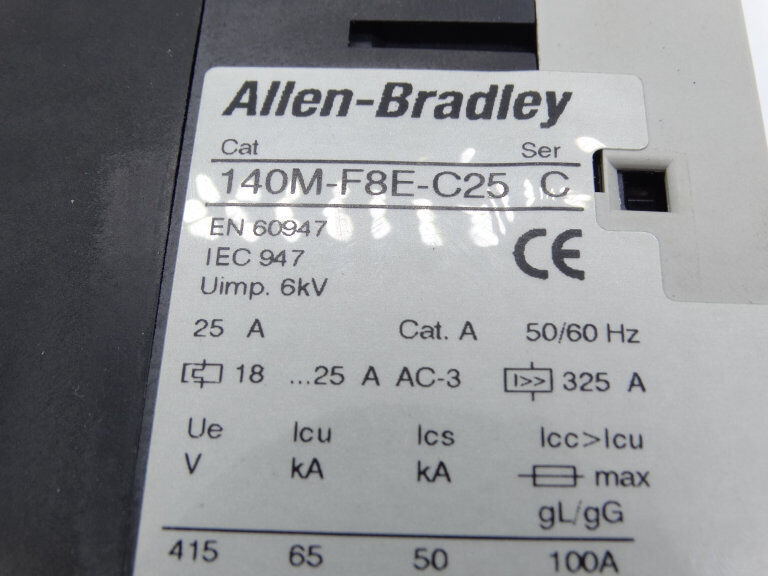 Allen-Bradley
Cat Ser
140M-F8E-C25 C
EN 60947
IEC 947
Uimp. 6kV
CE
25 A Cat. A 50/60 Hz
18 ...25 A AC-3 I>> 325 A
Ue Icu Ics Icc>Icu
V kA kA max
gL/gG
415 65 50 100A